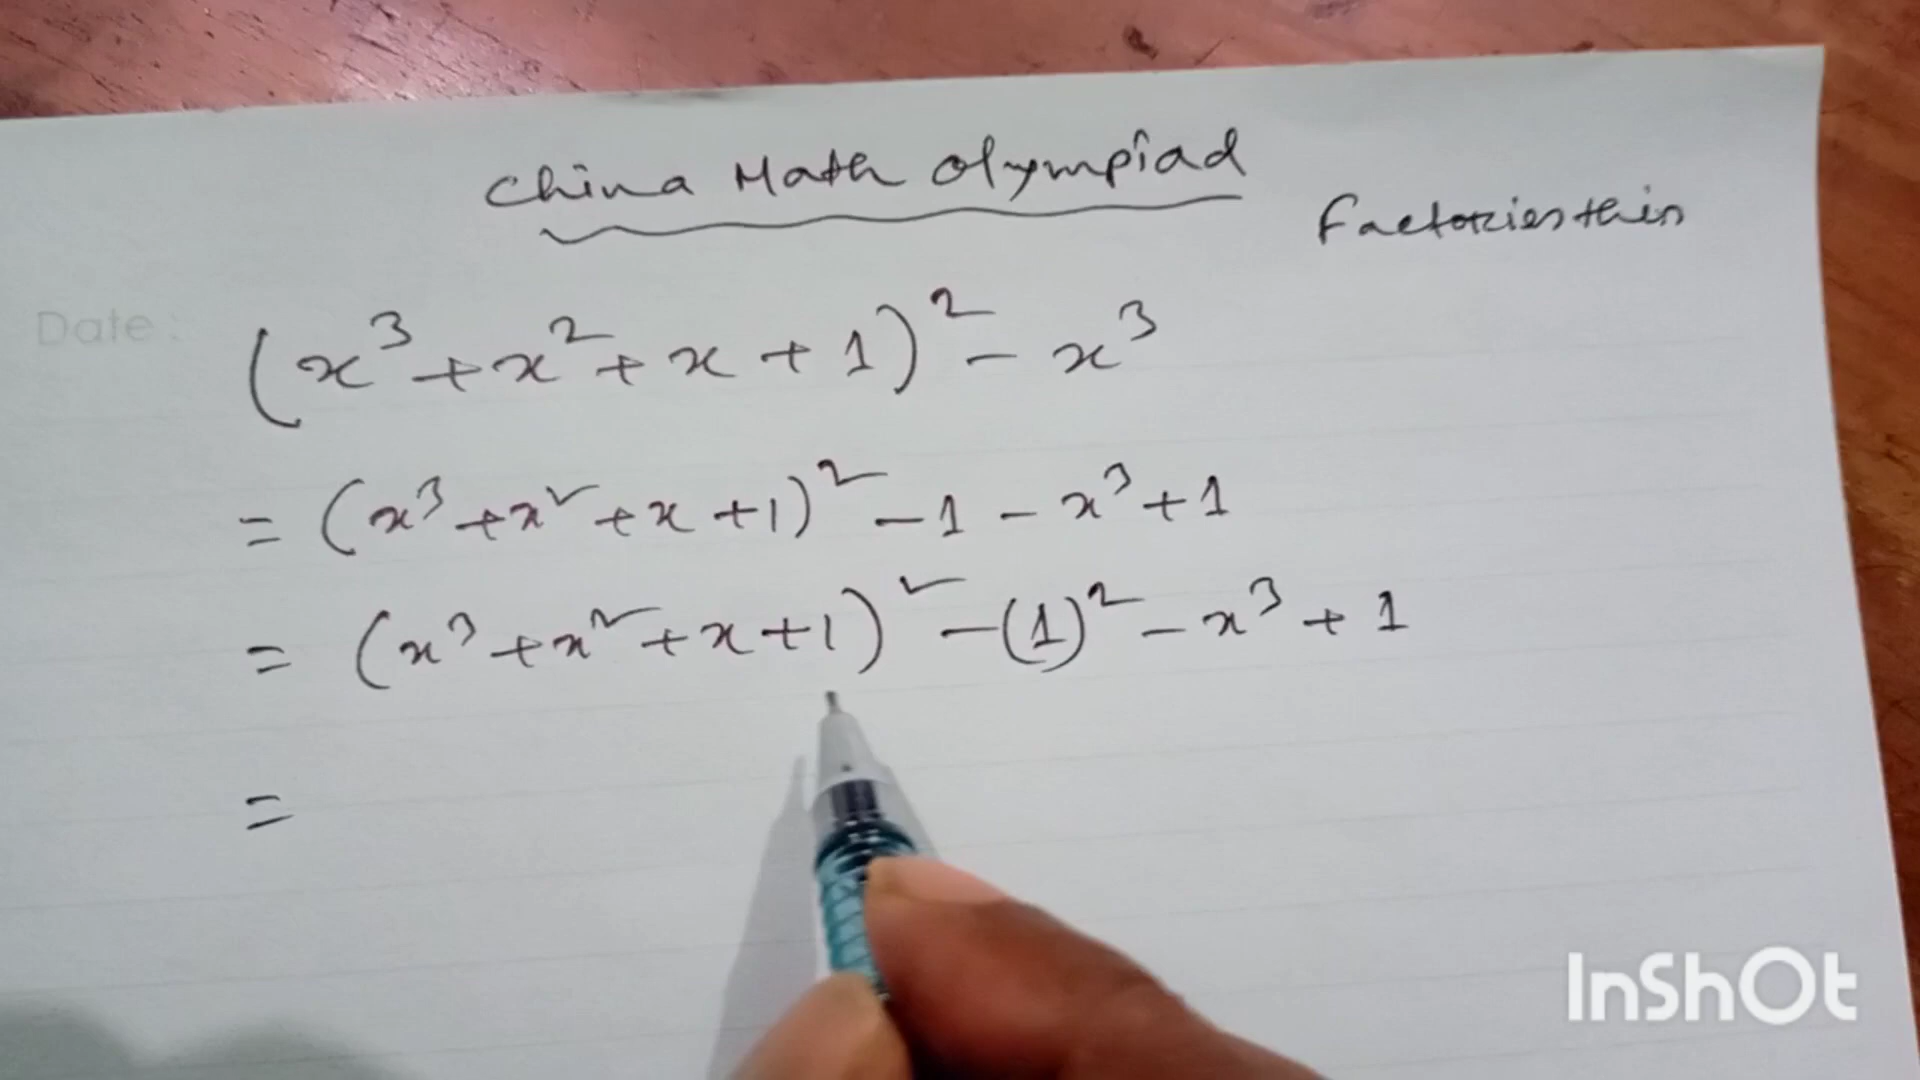 China Math Olympiad
Factories this
Date:
(x³+x²+x+1)²-x³
=(x³+x²+x+1)²-1-x³+1
=(x³+x²+x+1)²-(1)²-x³+1
=
InShOt